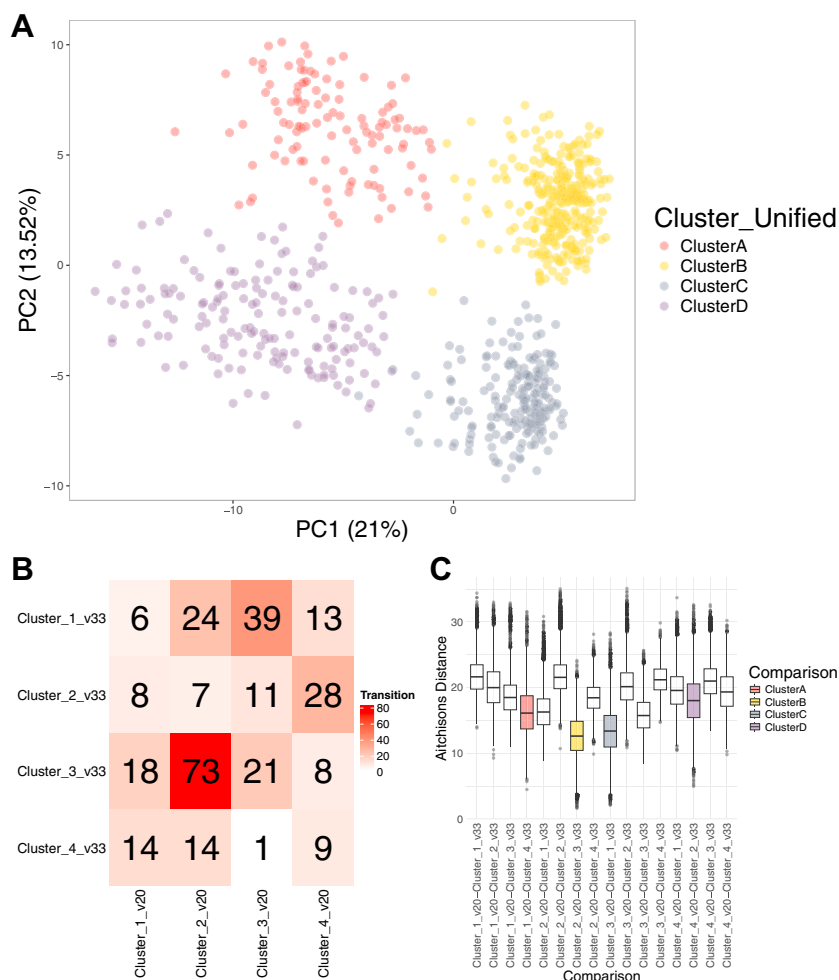 A
10
5
0
−5
−10
−10
0
PC2 (13.52%)
PC1 (21%)
Cluster_Unified
ClusterA
ClusterB
ClusterC
ClusterD
B
Cluster_1_v33
6 24 39 13
Cluster_2_v33
8 7 11 28
Cluster_3_v33
18 73 21 8
Cluster_4_v33
14 14 1 9
Cluster_1_v20
Cluster_2_v20
Cluster_3_v20
Cluster_4_v20
Transition
80
60
40
20
0
C
Aitchisons Distance
30
20
10
0
Cluster_1_v20−Cluster_1_v33
Cluster_1_v20−Cluster_2_v33
Cluster_1_v20−Cluster_3_v33
Cluster_1_v20−Cluster_4_v33
Cluster_2_v20−Cluster_1_v33
Cluster_2_v20−Cluster_2_v33
Cluster_2_v20−Cluster_3_v33
Cluster_2_v20−Cluster_4_v33
Cluster_3_v20−Cluster_1_v33
Cluster_3_v20−Cluster_2_v33
Cluster_3_v20−Cluster_3_v33
Cluster_3_v20−Cluster_4_v33
Cluster_4_v20−Cluster_1_v33
Cluster_4_v20−Cluster_2_v33
Cluster_4_v20−Cluster_3_v33
Cluster_4_v20−Cluster_4_v33
Comparison
Comparison
ClusterA
ClusterB
ClusterC
ClusterD